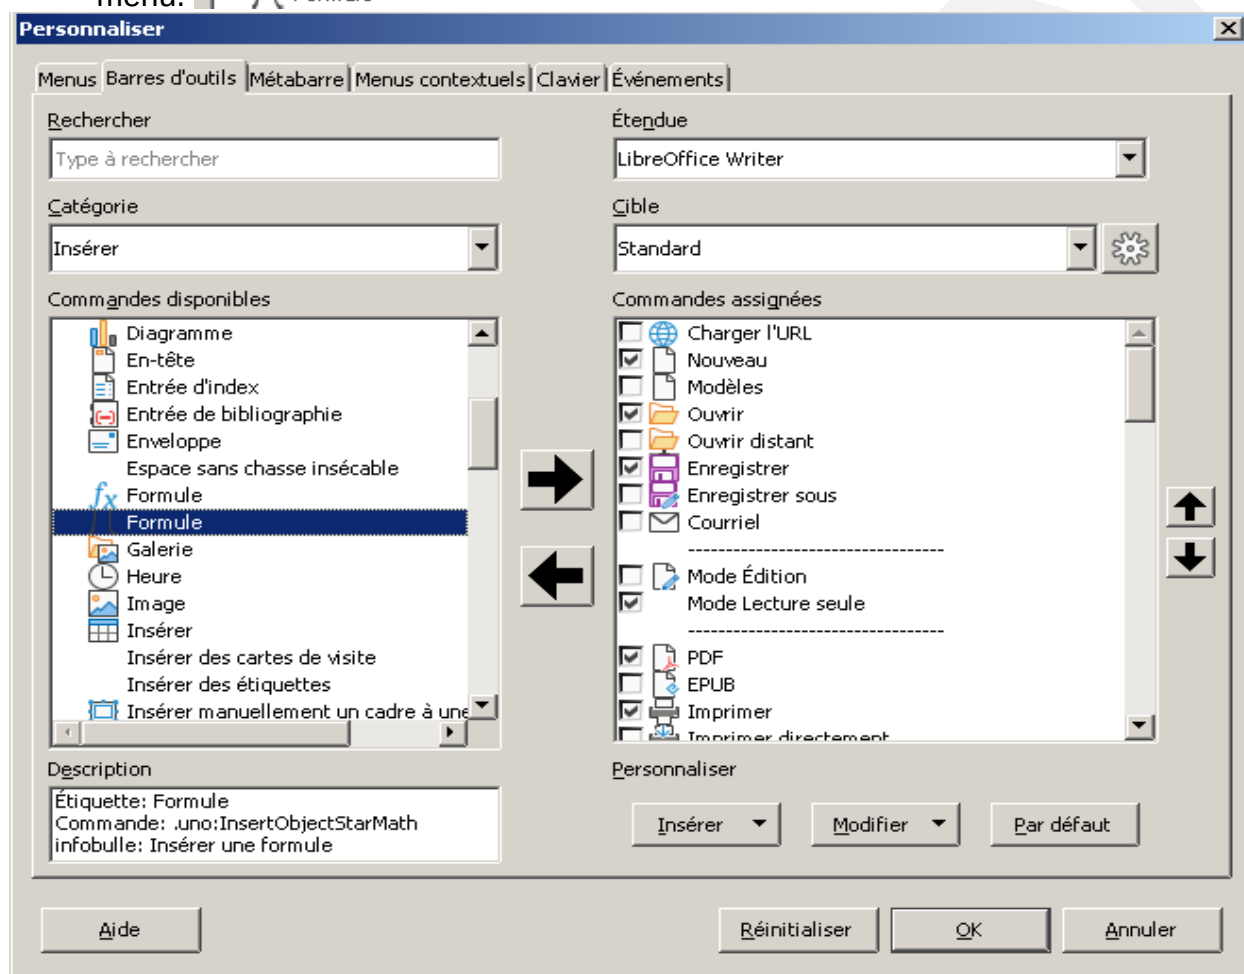 menu.
Formule
Personnaliser
Menus Barres d'outils Métabarre Menus contextuels Clavier Événements
Rechercher
Type à rechercher
Catégorie
Insérer
Commandes disponibles
Diagramme
En-tête
Entrée d'index
Entrée de bibliographie
Enveloppe
Espace sans chasse insécable
Formule
Formule
Galerie
Heure
Image
Insérer
Insérer des cartes de visite
Insérer des étiquettes
Insérer manuellement un cadre à une
Description
Étiquette: Formule
Commande: .uno:InsertObjectStarMath
infobulle: Insérer une formule
Étendue
LibreOffice Writer
Cible
Standard
Commandes assignées
Charger l'URL
Nouveau
Modèles
Ouvrir
Ouvrir distant
Enregistrer
Enregistrer sous
Courriel
----------------------------------
Mode Édition
Mode Lecture seule
----------------------------------
PDF
EPUB
Imprimer
Imprimer directement
Personnaliser
Insérer Modifier Par défaut
Aide Réinitialiser OK Annuler